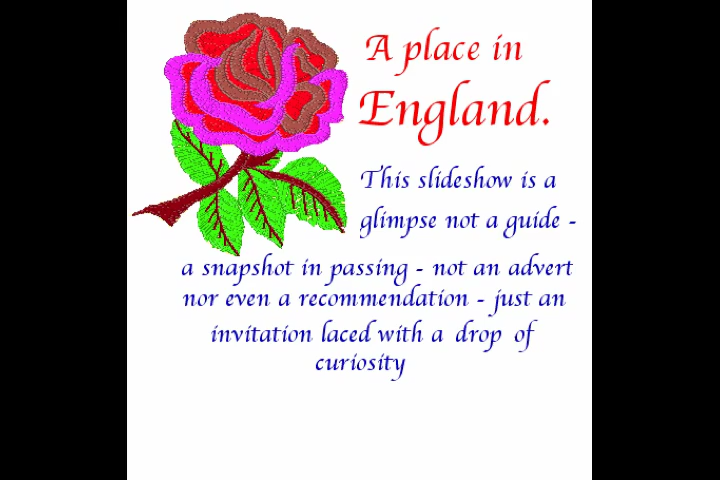 A place in
England.
This slideshow is a
glimpse not a guide -
a snapshot in passing - not an advert
nor even a recommendation - just an
invitation laced with a drop of
curiosity